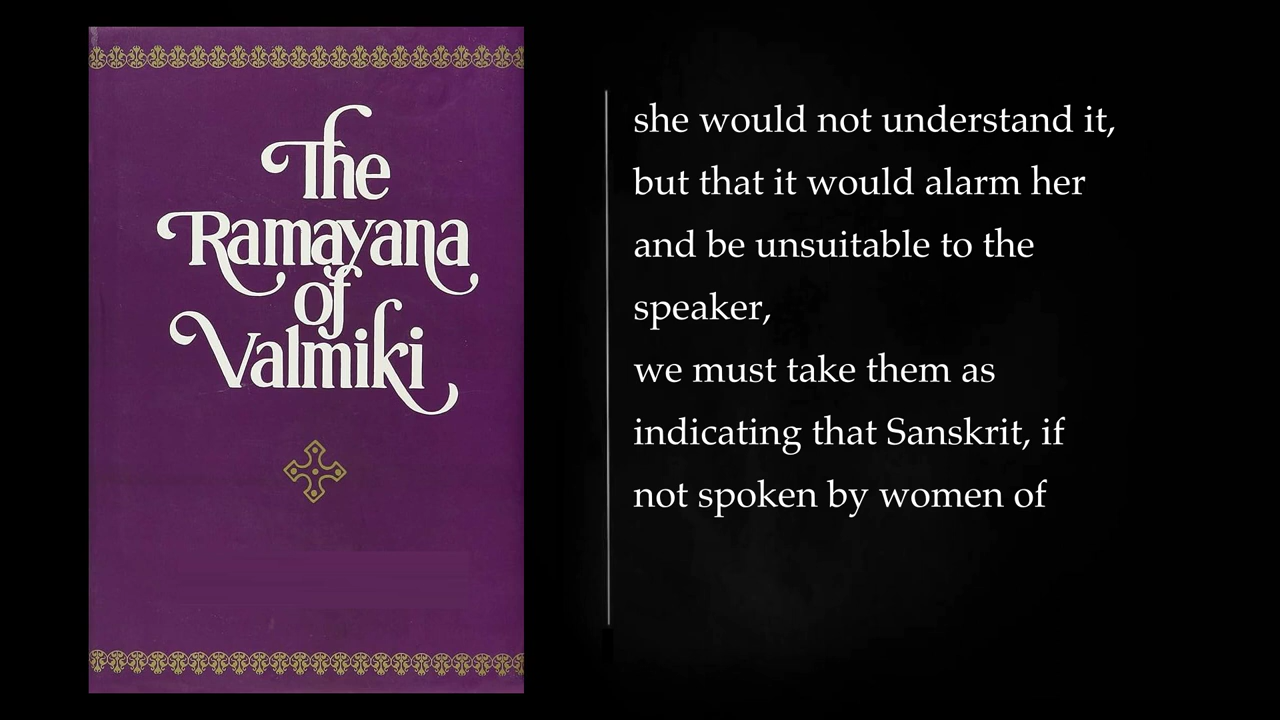 The
Ramayana
of
Valmiki
she would not understand it,
but that it would alarm her
and be unsuitable to the
speaker,
we must take them as
indicating that Sanskrit, if
not spoken by women of